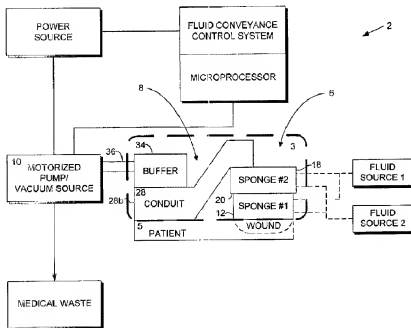 POWER
SOURCE
FLUID CONVEYANCE
CONTROL SYSTEM
MICROPROCESSOR
2
8
6
10
MOTORIZED
PUMP/
VACUUM SOURCE
36
34
BUFFER
3
18
SPONGE #2
FLUID
SOURCE 1
28
28b
CONDUIT
20
12
SPONGE #1
5
PATIENT
WOUND
FLUID
SOURCE 2
MEDICAL WASTE